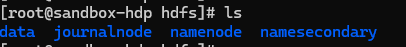 [root@sandbox-hdp hdfs]# ls
data journalnode namenode namesecondary